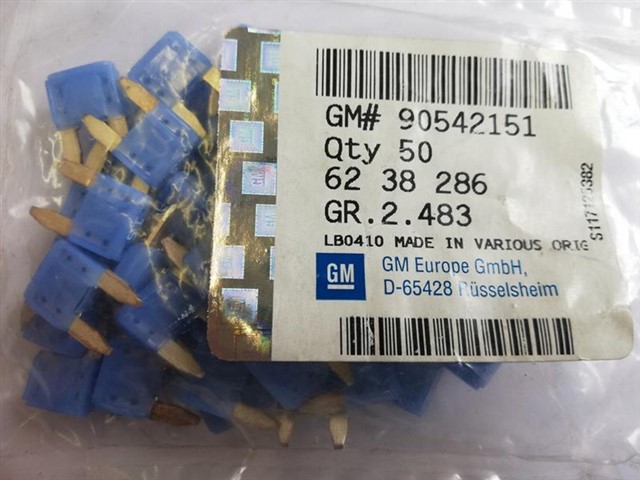 GM# 90542151
Qty 50
62 38 286
GR.2.483
LB0410 MADE IN VARIOUS ORIG
GM
GM Europe GmbH,
D-65428 Rüsselsheim